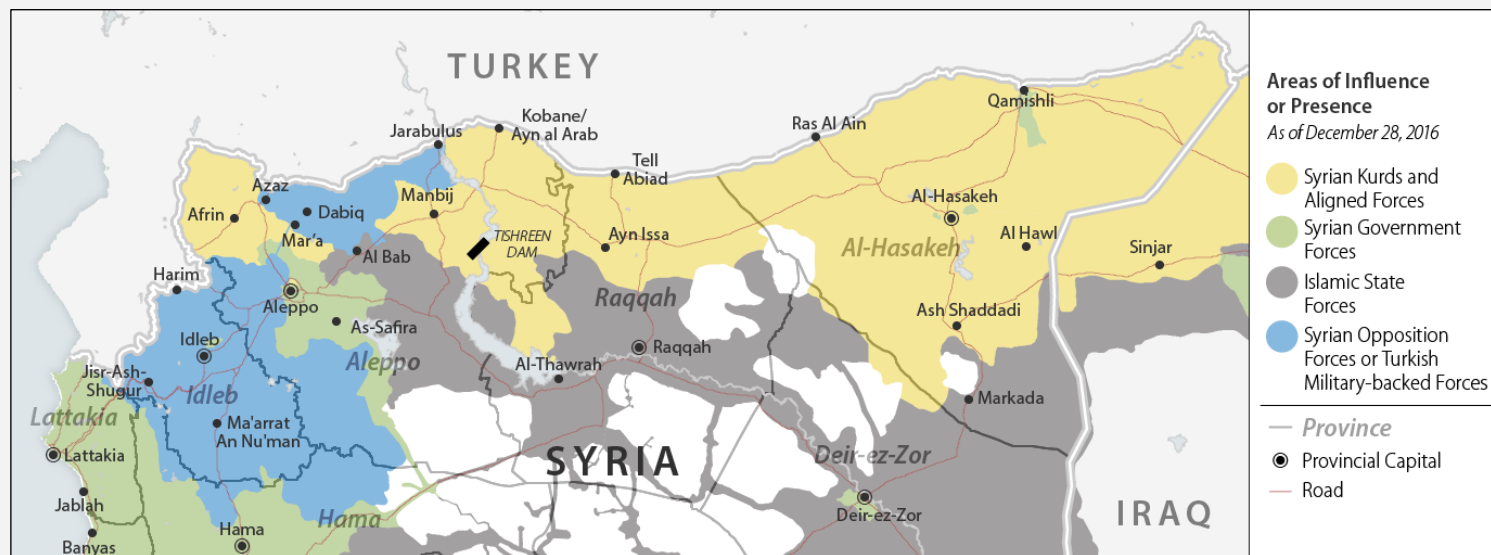 TURKEY
Kobane/
Ayn al Arab
Jarabulus
Ras Al Ain
Qamishli
Tell
Abiad
Azaz
Dabiq
Manbij
Afrin
Mar'a
Al Bab
TISHREEN
DAM
Ayn Issa
Al-Hasakeh
Al-Hasakeh
Al Hawl
Sinjar
Harim
Aleppo
As-Safira
Raqqah
Ash Shaddadi
Idleb
Aleppo
Raqqah
Jisr-Ash-
Shugur
Idleb
Al-Thawrah
Markada
Lattakia
Ma'arrat
An Nu'man
Lattakia
SYRIA
Deir-ez-Zor
Jablah
Hama
Hama
Deir-ez-Zor
IRAQ
Banyas
Areas of Influence
or Presence
As of December 28, 2016
Syrian Kurds and
Aligned Forces
Syrian Government
Forces
Islamic State
Forces
Syrian Opposition
Forces or Turkish
Military-backed Forces
Province
Provincial Capital
Road